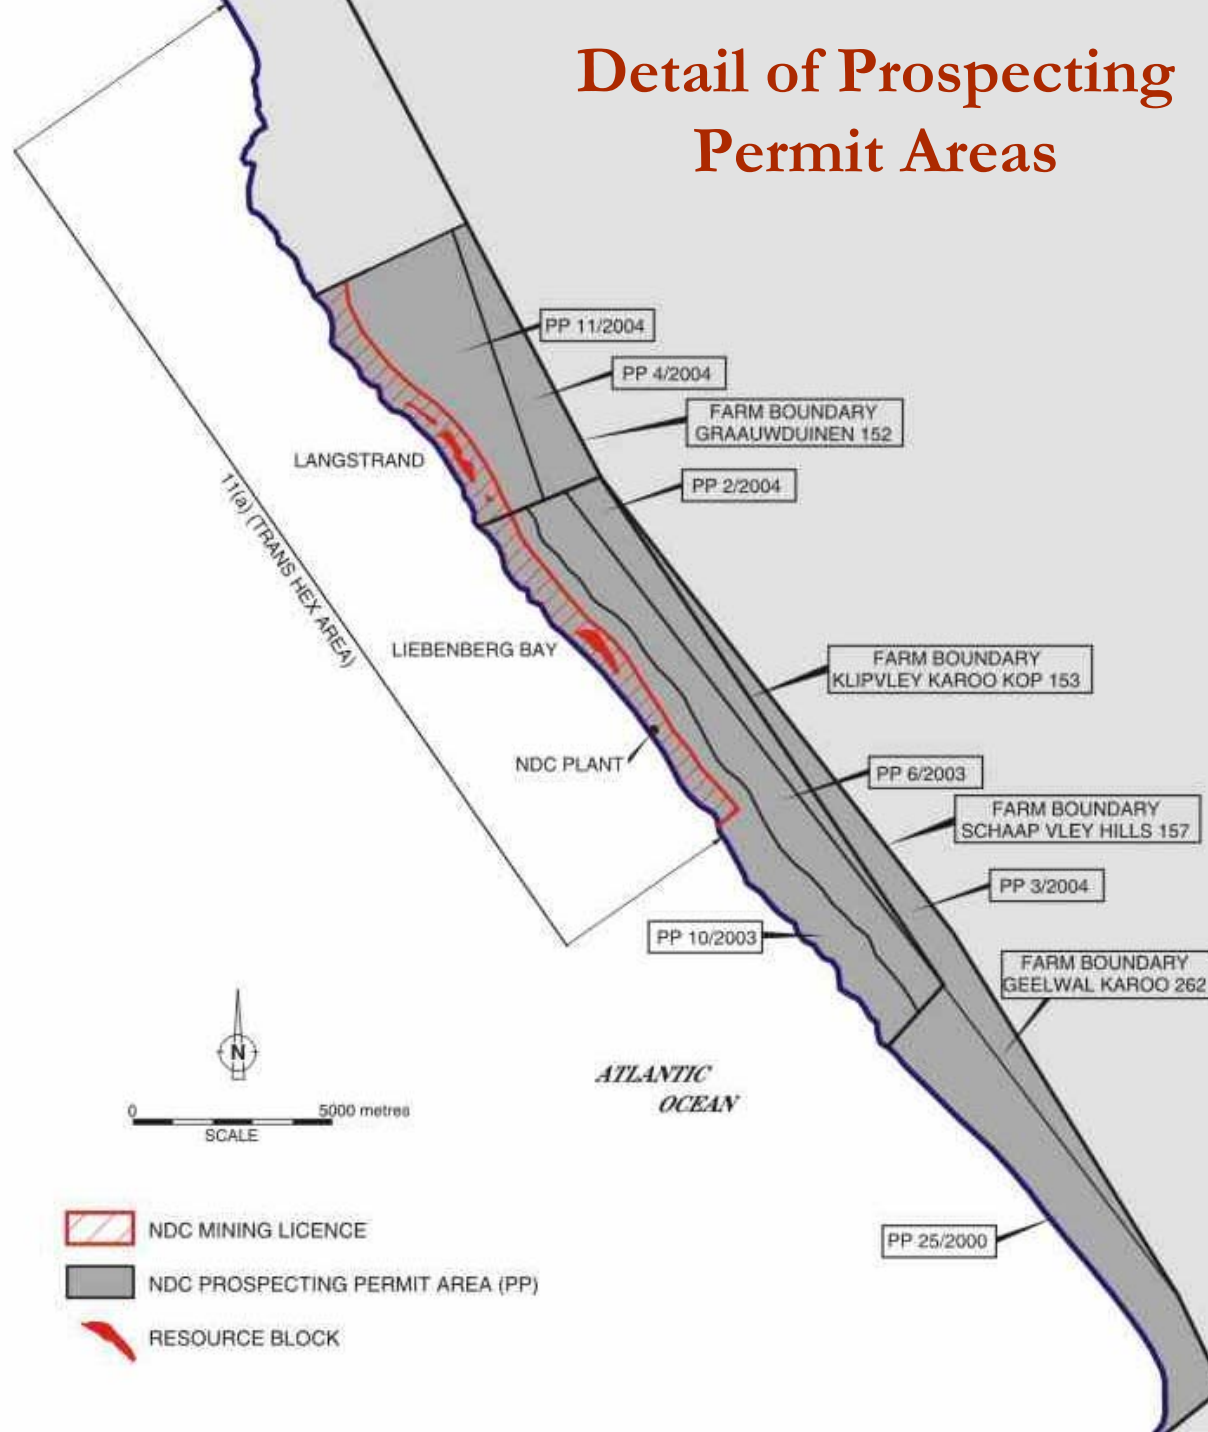 Detail of Prospecting
Permit Areas
PP 11/2004
PP 4/2004
FARM BOUNDARY
GRAAUWDUINEN 152
LANGSTRAND
PP 2/2004
11(a) (TRANS HEX AREA)
LIEBENBERG BAY
FARM BOUNDARY
KLIPVLEY KAROO KOP 153
NDC PLANT
PP 6/2003
FARM BOUNDARY
SCHAAP VLEY HILLS 157
PP 3/2004
PP 10/2003
FARM BOUNDARY
GEELWAL KAROO 262
N
ATLANTIC
OCEAN
0 5000 metres
SCALE
NDC MINING LICENCE
PP 25/2000
NDC PROSPECTING PERMIT AREA (PP)
RESOURCE BLOCK